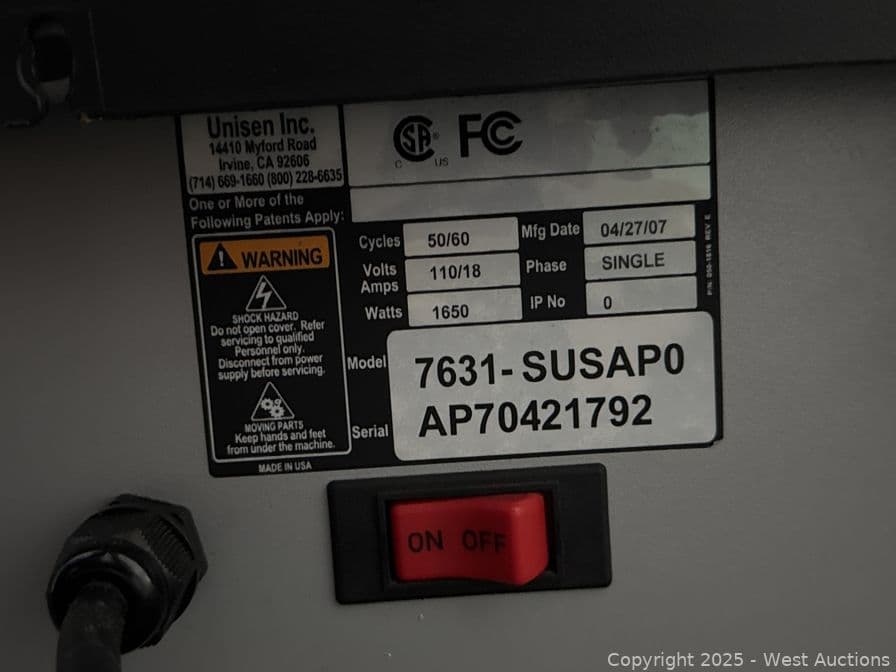 Unisen Inc.
14410 Myford Road
Irvine, CA 92606
(714) 669-1660 (800) 228-6635
One or More of the
Following Patents Apply:
CSA® C US FC
WARNING
SHOCK HAZARD
Do not open cover. Refer
servicing to qualified
Personnel only.
Disconnect from power
supply before servicing.
MOVING PARTS
Keep hands and feet
from under the machine.
MADE IN USA
Cycles 50/60 Mfg Date 04/27/07
Volts
Amps 110/18 Phase SINGLE
Watts 1650 IP No 0
Model 7631-SUSAP0
Serial AP70421792
ON OFF
Copyright 2025 - West Auctions